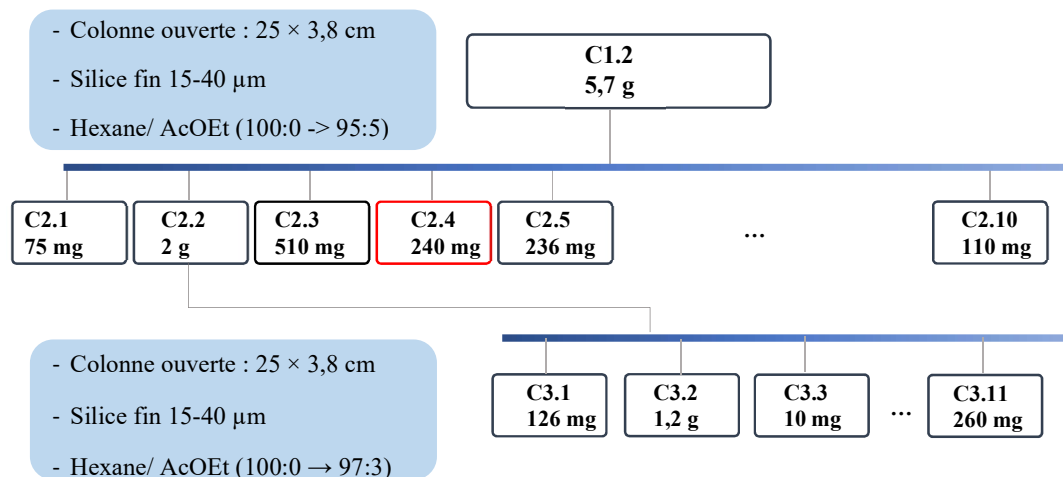 - Colonne ouverte : 25 × 3,8 cm
- Silice fin 15-40 µm
- Hexane/ AcOEt (100:0 -> 95:5)
C1.2
5,7 g
C2.1
75 mg
C2.2
2 g
C2.3
510 mg
C2.4
240 mg
C2.5
236 mg
...
C2.10
110 mg
- Colonne ouverte : 25 × 3,8 cm
- Silice fin 15-40 µm
- Hexane/ AcOEt (100:0 → 97:3)
C3.1
126 mg
C3.2
1,2 g
C3.3
10 mg
...
C3.11
260 mg